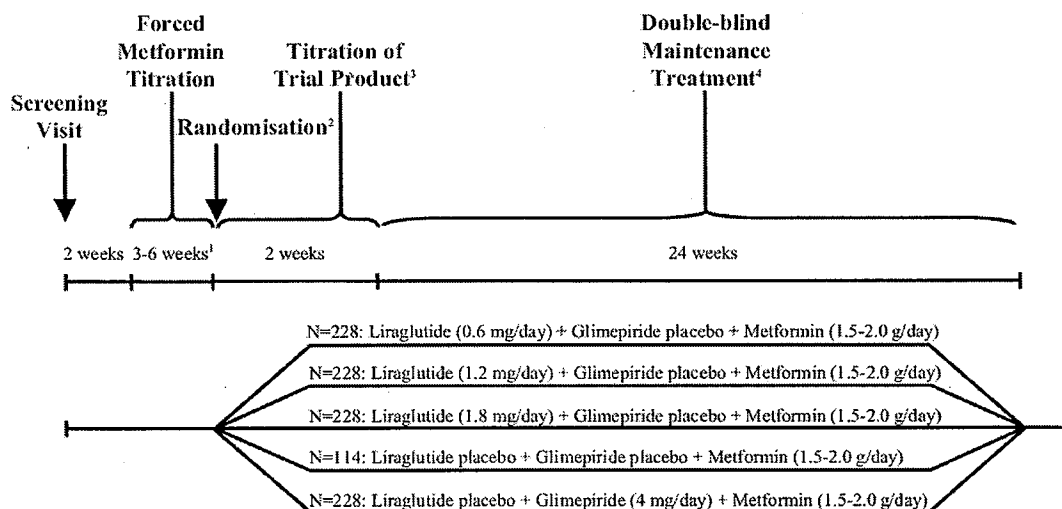 Forced
Metformin
Titration
Titration of
Trial Product³
Double-blind
Maintenance
Treatment⁴
Screening
Visit
Randomisation²
2 weeks
3-6 weeks¹
2 weeks
24 weeks
N=228: Liraglutide (0.6 mg/day) + Glimepiride placebo + Metformin (1.5-2.0 g/day)
N=228: Liraglutide (1.2 mg/day) + Glimepiride placebo + Metformin (1.5-2.0 g/day)
N=228: Liraglutide (1.8 mg/day) + Glimepiride placebo + Metformin (1.5-2.0 g/day)
N=114: Liraglutide placebo + Glimepiride placebo + Metformin (1.5-2.0 g/day)
N=228: Liraglutide placebo + Glimepiride (4 mg/day) + Metformin (1.5-2.0 g/day)